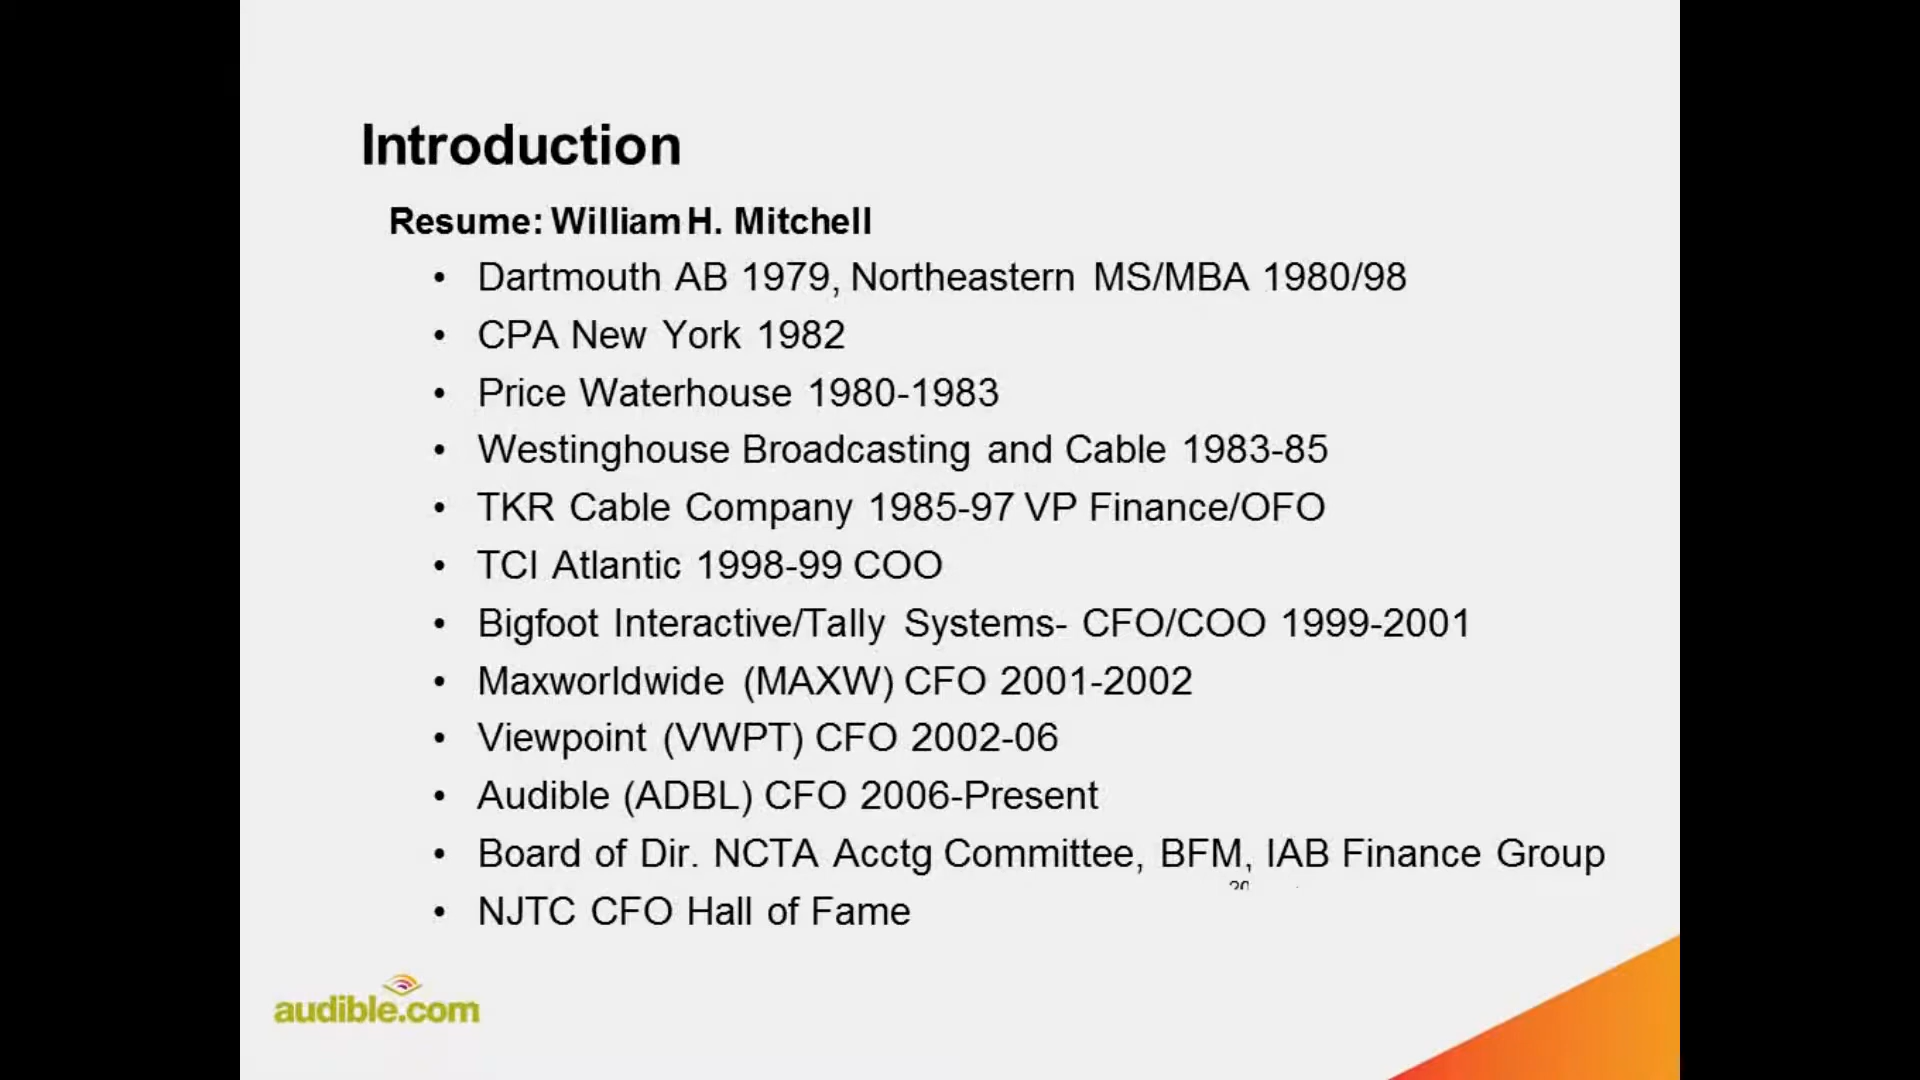 Introduction
Resume: William H. Mitchell
• Dartmouth AB 1979, Northeastern MS/MBA 1980/98
• CPA New York 1982
• Price Waterhouse 1980-1983
• Westinghouse Broadcasting and Cable 1983-85
• TKR Cable Company 1985-97 VP Finance/OFO
• TCI Atlantic 1998-99 COO
• Bigfoot Interactive/Tally Systems- CFO/COO 1999-2001
• Maxworldwide (MAXW) CFO 2001-2002
• Viewpoint (VWPT) CFO 2002-06
• Audible (ADBL) CFO 2006-Present
• Board of Dir. NCTA Acctg Committee, BFM, IAB Finance Group
• NJTC CFO Hall of Fame
audible.com